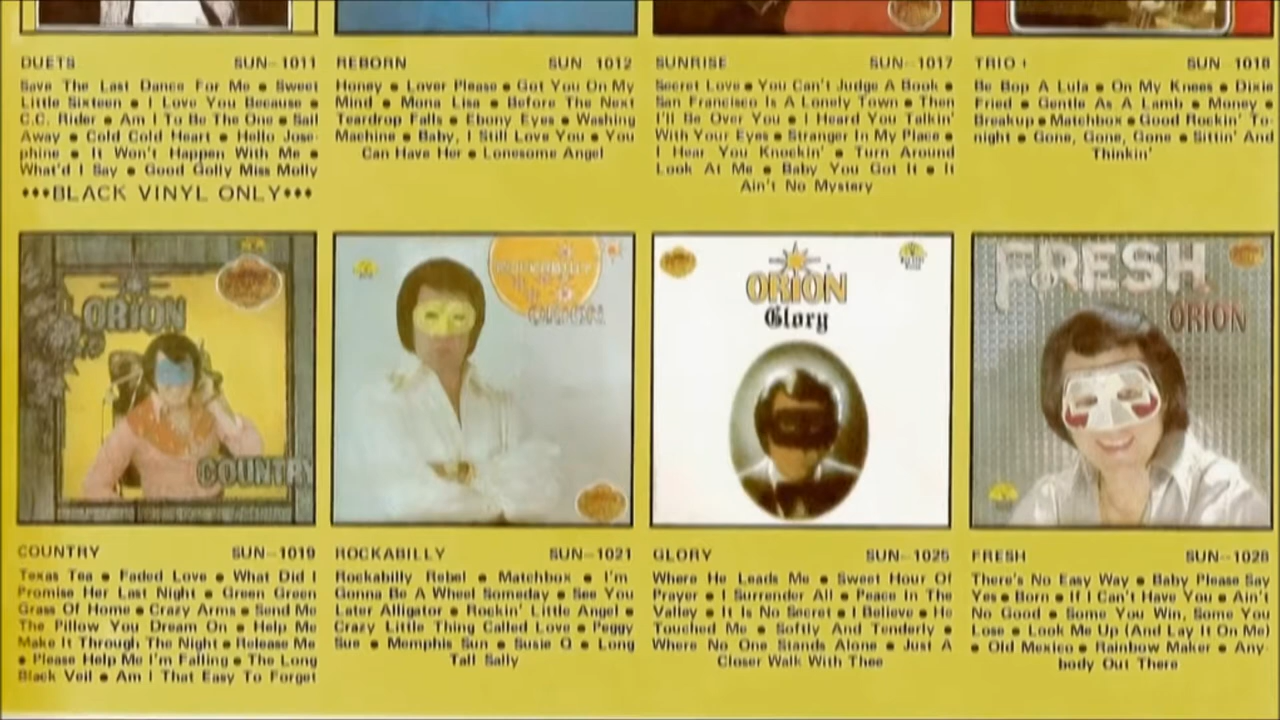 DUETS SUN-1011
Save The Last Dance For Me • Sweet
Little Sixteen • I Love You Because •
C.C. Rider • Am I To Be The One • Sail
Away • Cold Cold Heart • Hello Jose-
phine • It Won't Happen With Me •
What'd I Say • Good Golly Miss Molly
•••BLACK VINYL ONLY•••
REBORN SUN 1012
Honey • Lover Please • Got You On My
Mind • Mona Lisa • Before The Next
Teardrop Falls • Ebony Eyes • Washing
Machine • Baby, I Still Love You • You
Can Have Her • Lonesome Angel
SUNRISE SUN-1017
Secret Love • You Can't Judge A Book •
San Francisco Is A Lonely Town • Then
I'll Be Over You • I Heard You Talkin'
With Your Eyes • Stranger In My Place •
I Hear You Knockin' • Turn Around
Look At Me • Baby You Got It • It
Ain't No Mystery
TRIO+ SUN 1018
Be Bop A Lula • On My Knees • Dixie
Fried • Gentle As A Lamb • Money •
Breakup • Matchbox • Good Rockin' To-
night • Gone, Gone, Gone • Sittin' And
Thinkin'
ORION
COUNTRY
ROCKABILLY
ORION
ORION
Glory
FRESH
ORION
COUNTRY SUN-1019
Texas Tea • Faded Love • What Did I
Promise Her Last Night • Green Green
Grass Of Home • Crazy Arms • Send Me
The Pillow You Dream On • Help Me
Make It Through The Night • Release Me
• Please Help Me I'm Falling • The Long
Black Veil • Am I That Easy To Forget
ROCKABILLY SUN-1021
Rockabilly Rebel • Matchbox • I'm
Gonna Be A Wheel Someday • See You
Later Alligator • Rockin' Little Angel •
Crazy Little Thing Called Love • Peggy
Sue • Memphis Sun • Susie Q • Long
Tall Sally
GLORY SUN-1025
Where He Leads Me • Sweet Hour Of
Prayer • I Surrender All • Peace In The
Valley • It Is No Secret • I Believe • He
Touched Me • Softly And Tenderly •
Where No One Stands Alone • Just A
Closer Walk With Thee
FRESH SUN-1028
There's No Easy Way • Baby Please Say
Yes • Born • If I Can't Have You • Ain't
No Good • Some You Win, Some You
Lose • Look Me Up (And Lay It On Me)
• Old Mexico • Rainbow Maker • Any-
body Out There